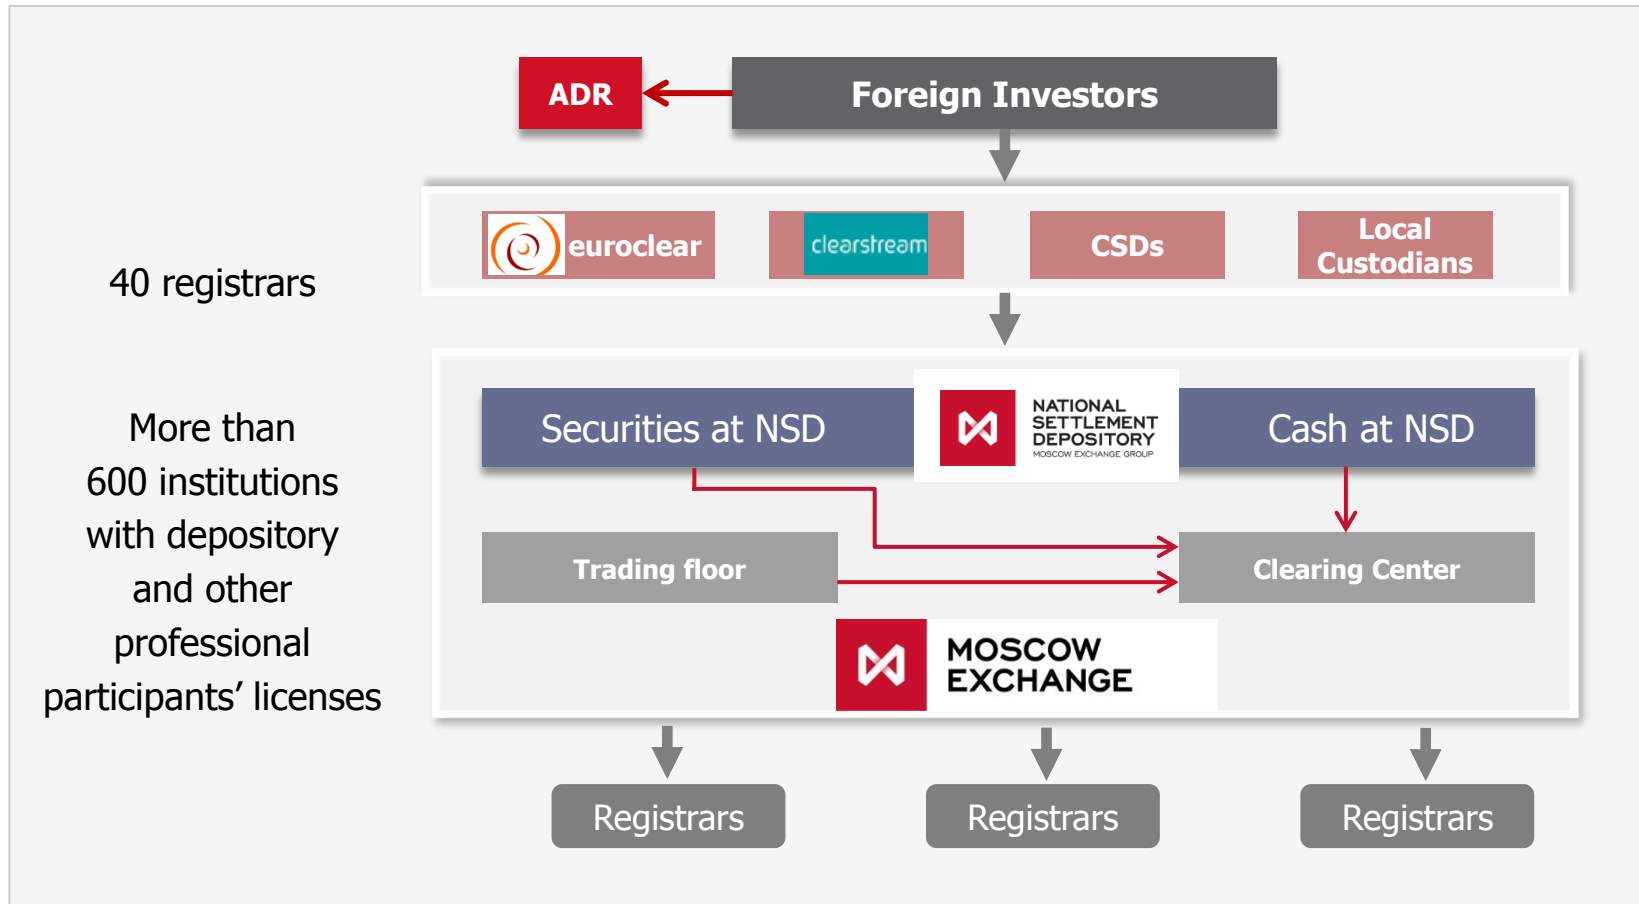 ADR
Foreign Investors
euroclear
clearstream
CSDs
Local
Custodians
40 registrars
More than
600 institutions
with depository
and other
professional
participants’ licenses
Securities at NSD
NATIONAL
SETTLEMENT
DEPOSITORY
MOSCOW EXCHANGE GROUP
Cash at NSD
Trading floor
Clearing Center
MOSCOW
EXCHANGE
Registrars
Registrars
Registrars